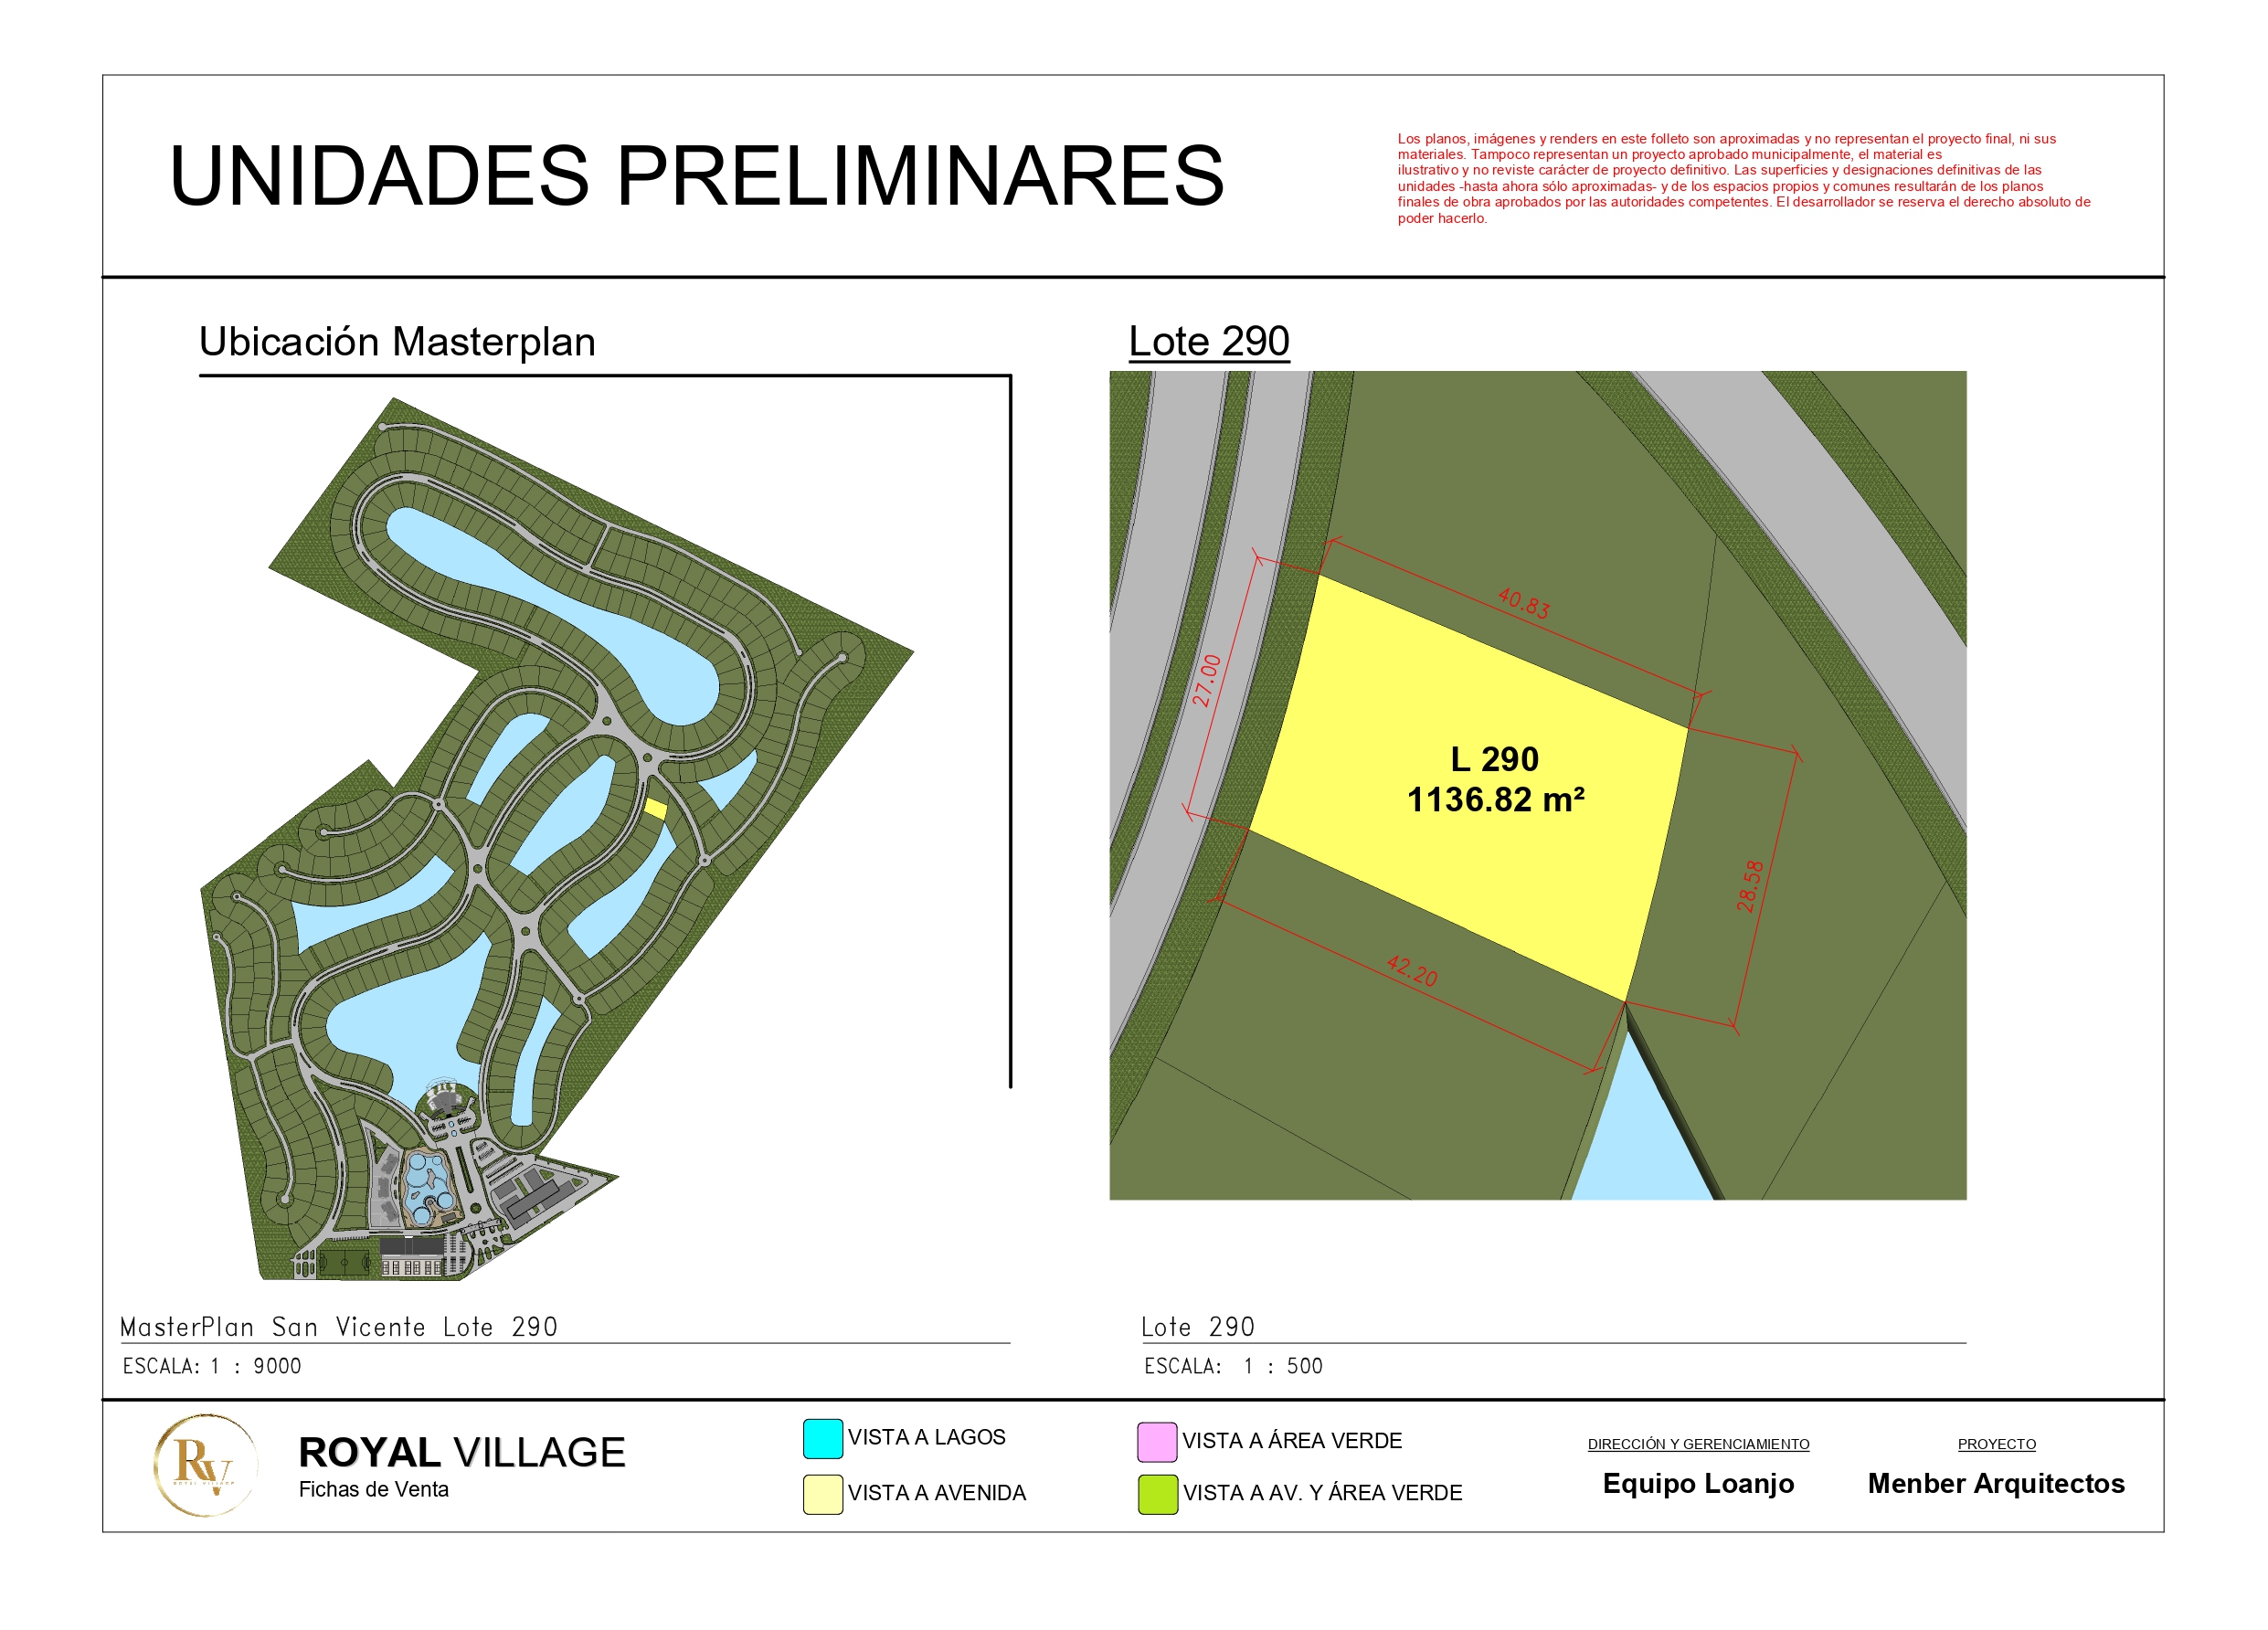 UNIDADES PRELIMINARES
Los planos, imágenes y renders en este folleto son aproximadas y no representan el proyecto final, ni sus
materiales. Tampoco representan un proyecto aprobado municipalmente, el material es
ilustrativo y no reviste carácter de proyecto definitivo. Las superficies y designaciones definitivas de las
unidades -hasta ahora sólo aproximadas- y de los espacios propios y comunes resultarán de los planos
finales de obra aprobados por las autoridades competentes. El desarrollador se reserva el derecho absoluto de
poder hacerlo.
Ubicación Masterplan
Lote 290
40.83
27.00
L 290
1136.82 m²
28.58
42.20
MasterPlan San Vicente Lote 290
ESCALA: 1 : 9000
Lote 290
ESCALA: 1 : 500
RV
ROYAL VILLAGE
ROYAL VILLAGE
Fichas de Venta
VISTA A LAGOS
VISTA A AVENIDA
VISTA A ÁREA VERDE
VISTA A AV. Y ÁREA VERDE
DIRECCIÓN Y GERENCIAMIENTO
Equipo Loanjo
PROYECTO
Menber Arquitectos